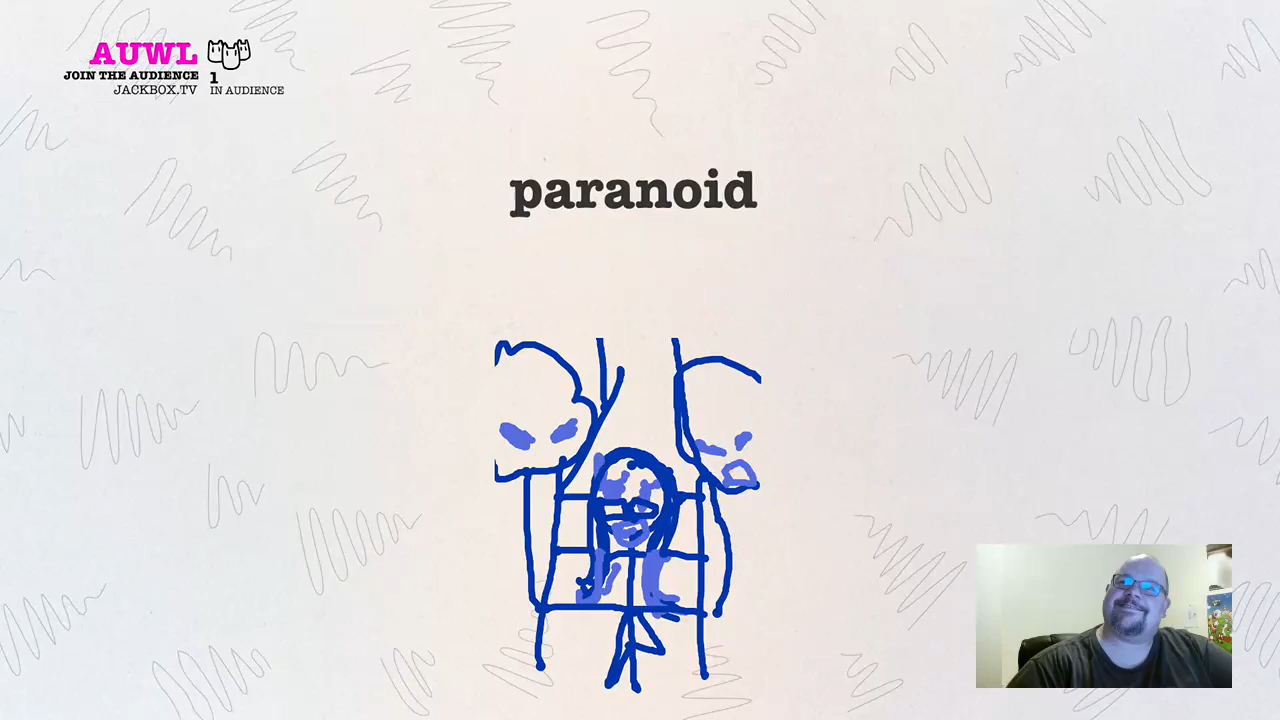 AUWL
JOIN THE AUDIENCE
JACKBOX.TV
1
IN AUDIENCE
paranoid